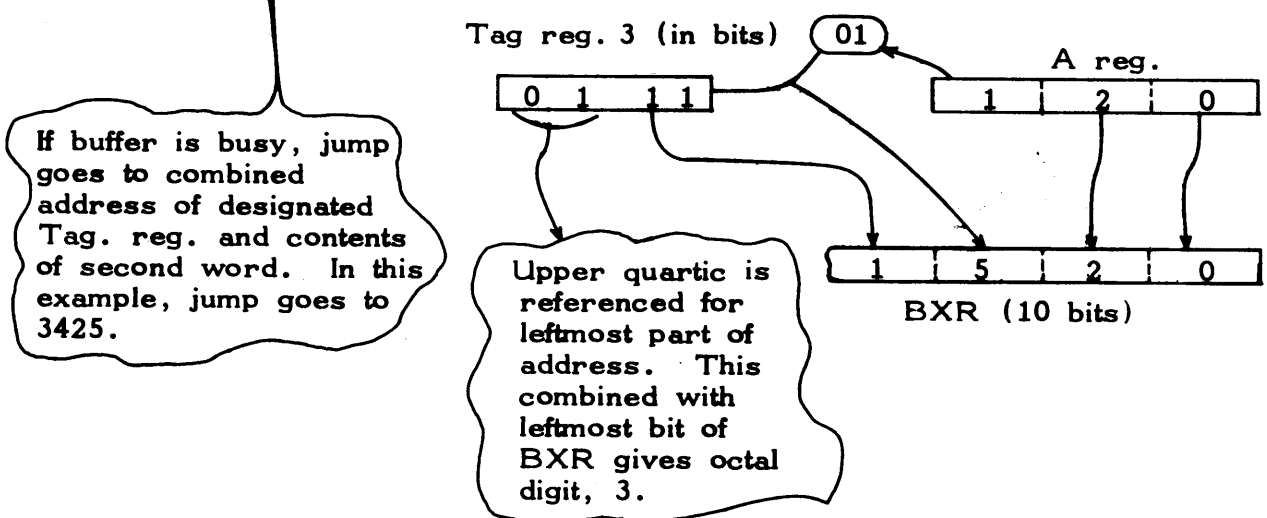 Tag reg. 3 (in bits)
01
A reg.
0 1 1 1
1 2 0
If buffer is busy, jump
goes to combined
address of designated
Tag. reg. and contents
of second word. In this
example, jump goes to
3425.
1 5 2 0
BXR (10 bits)
Upper quartic is
referenced for
leftmost part of
address. This
combined with
leftmost bit of
BXR gives octal
digit, 3.